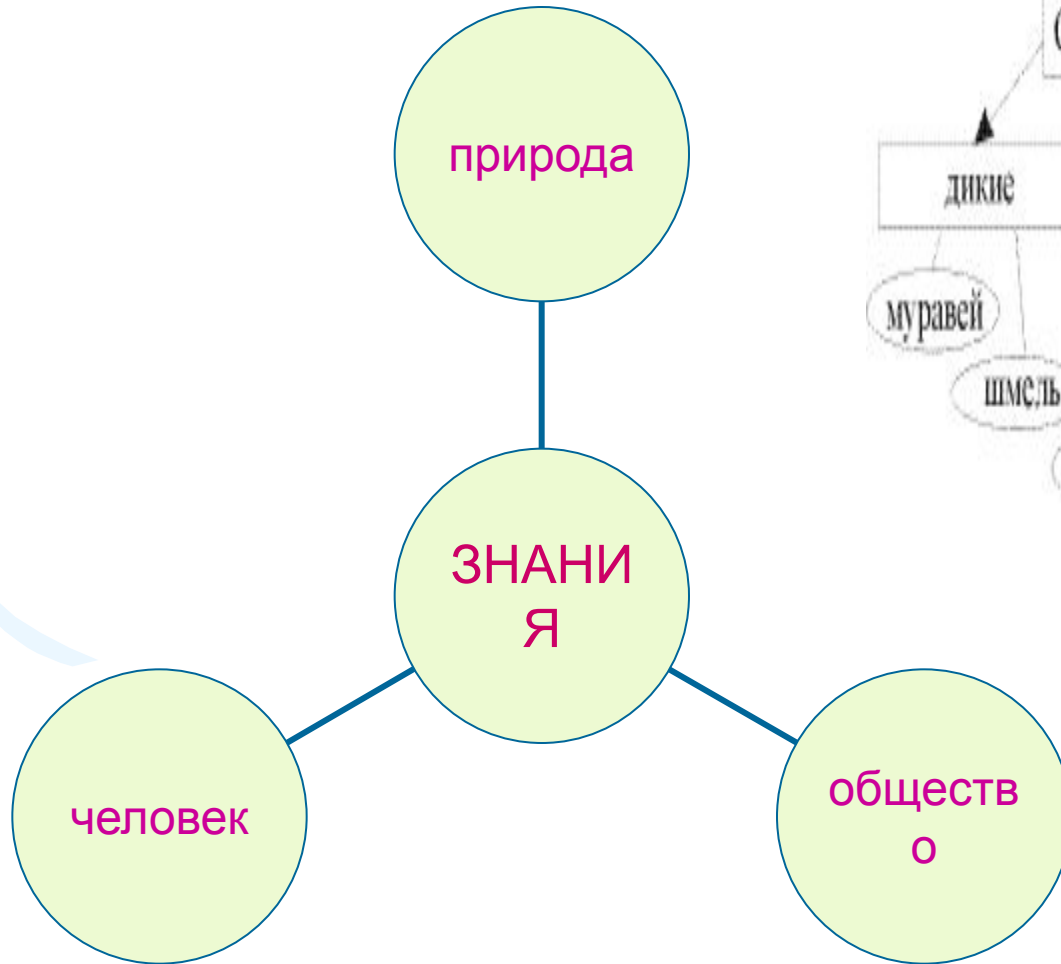 природа
дикие
муравей
шмель
ЗНАНИ
Я
человек
обществ
о